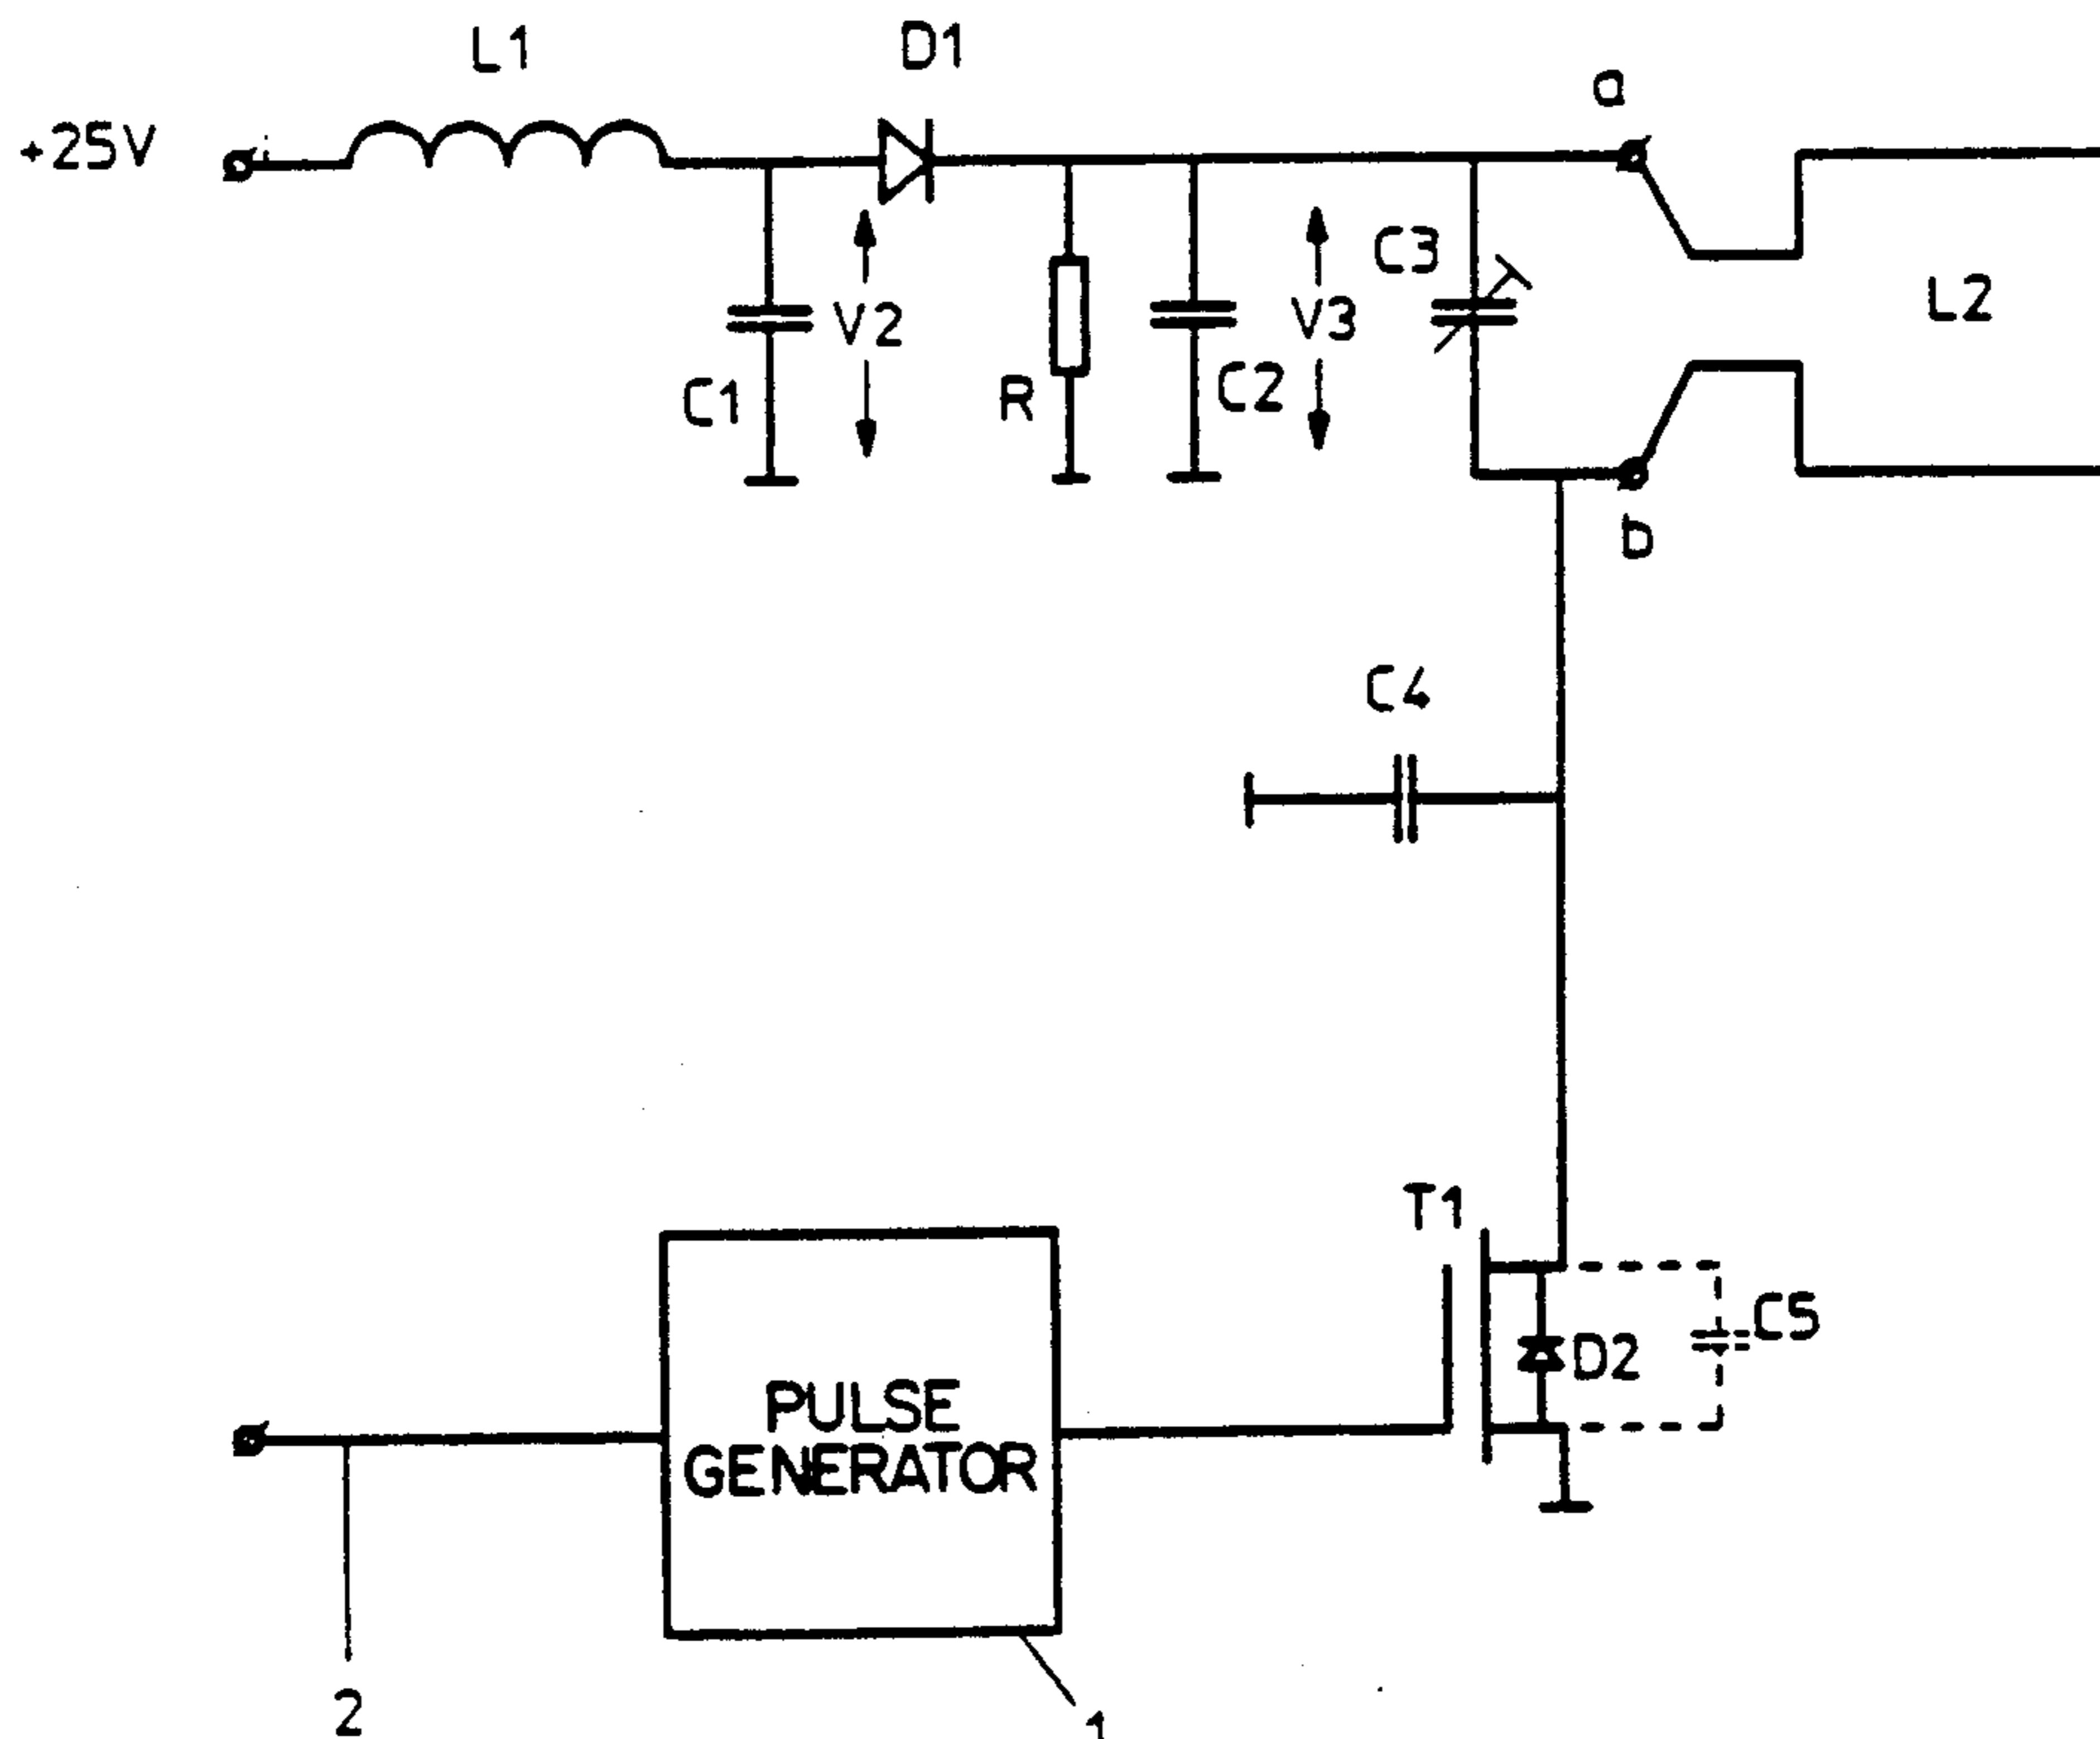 L1
D1
a
+25V
C3
L2
V2
V3
C1
R
C2
b
C4
T1
C5
D2
PULSE
GENERATOR
2
1